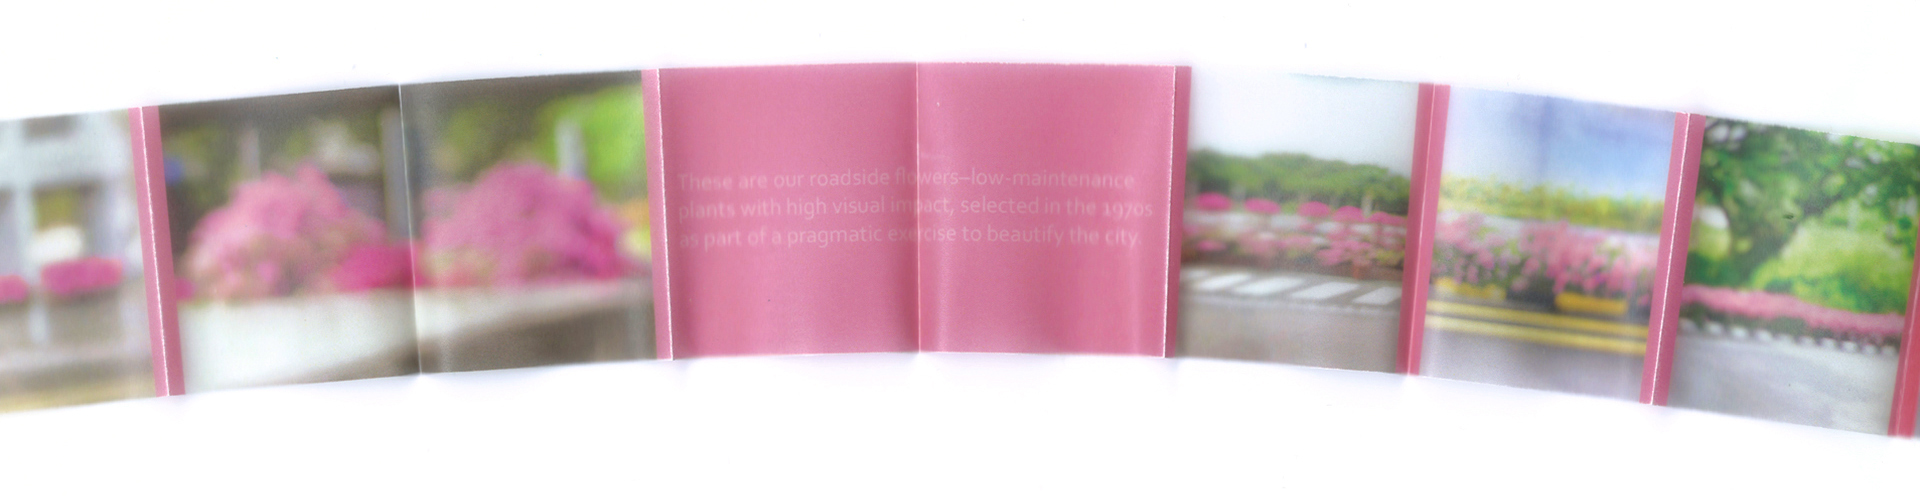 These are our roadside flowers–low-maintenance
plants with high visual impact, selected in the 1970s
as part of a pragmatic exercise to beautify the city.